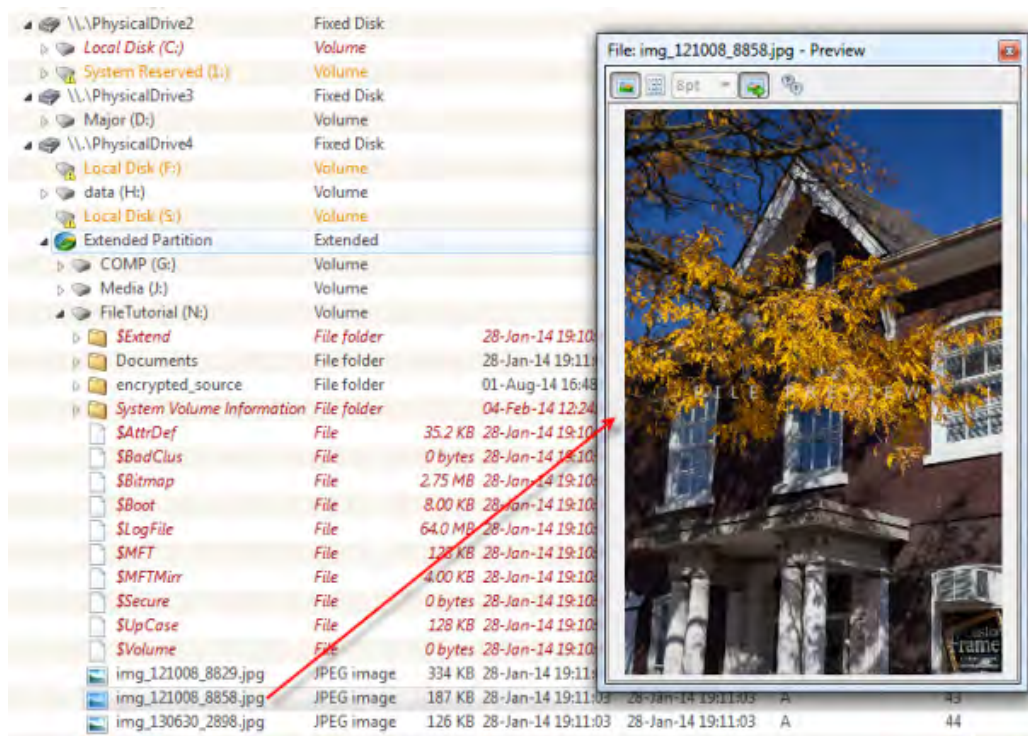 \\.\PhysicalDrive2 Fixed Disk
Local Disk (C:) Volume
System Reserved (1:) Volume
\\.\PhysicalDrive3 Fixed Disk
Major (D:) Volume
\\.\PhysicalDrive4 Fixed Disk
Local Disk (F:) Volume
data (H:) Volume
Local Disk (S:) Volume
Extended Partition Extended
COMP (G:) Volume
Media (J:) Volume
FileTutorial (N:) Volume
$Extend File folder 28-Jan-14 19:10:
Documents File folder 28-Jan-14 19:11:
encrypted_source File folder 01-Aug-14 16:48
System Volume Information File folder 04-Feb-14 12:24
$AttrDef File 35.2 KB 28-Jan-14 19:10
$BadClus File 0 bytes 28-Jan-14 19:10:
$Bitmap File 2.75 MB 28-Jan-14 19:10:
$Boot File 8.00 KB 28-Jan-14 19:10:
$LogFile File 64.0 MB 28-Jan-14 19:10:
$MFT File 128 KB 28-Jan-14 19:10:
$MFTMirr File 4.00 KB 28-Jan-14 19:10:
$Secure File 0 bytes 28-Jan-14 19:10:
$UpCase File 128 KB 28-Jan-14 19:10:
$Volume File 0 bytes 28-Jan-14 19:10:
img_121008_8829.jpg JPEG image 334 KB 28-Jan-14 19:11:
img_121008_8858.jpg JPEG image 187 KB 28-Jan-14 19:11:03 28-Jan-14 19:11:03 A 43
img_130630_2898.jpg JPEG image 126 KB 28-Jan-14 19:11:03 28-Jan-14 19:11:03 A 44
File: img_121008_8858.jpg - Preview
8pt
FILE PREVIEW
Frame